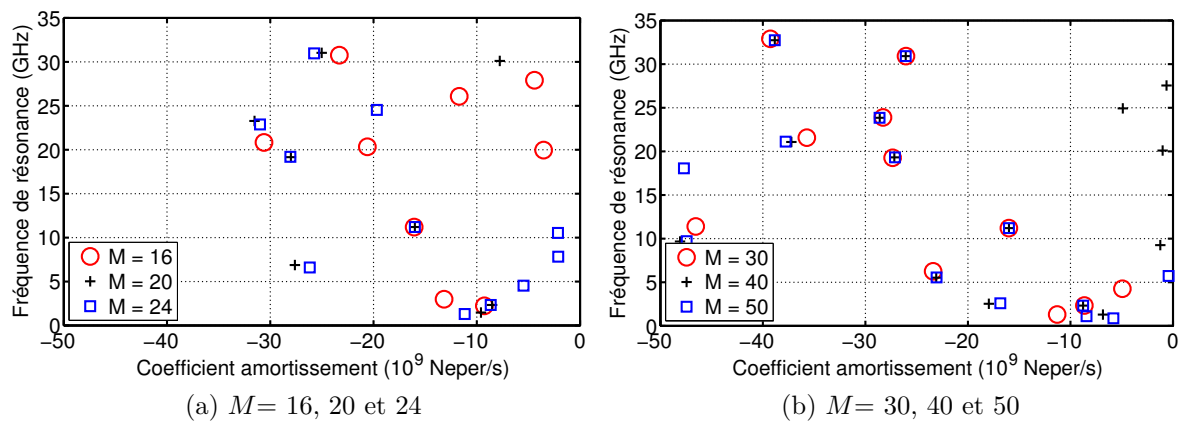 Fréquence de résonance (GHz)
35
30
25
20
15
10
5
0
M = 16
M = 20
M = 24
−50 −40 −30 −20 −10 0
Coefficient amortissement (10⁹ Neper/s)
(a) M= 16, 20 et 24
Fréquence de résonance (GHz)
35
30
25
20
15
10
5
0
M = 30
M = 40
M = 50
−50 −40 −30 −20 −10 0
Coefficient amortissement (10⁹ Neper/s)
(b) M= 30, 40 et 50